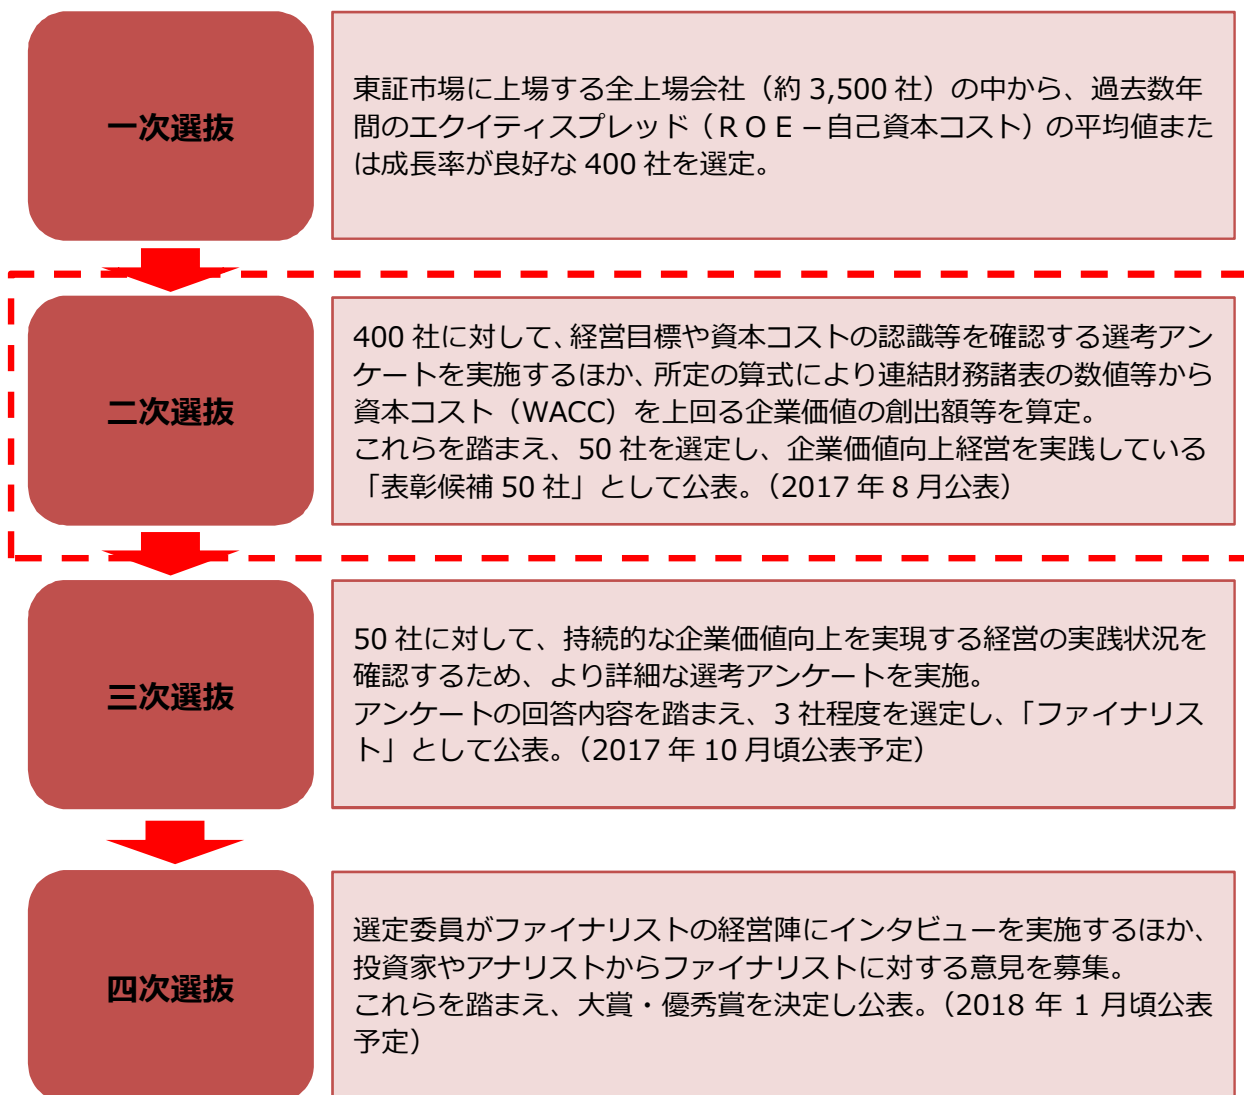 一次選抜
東証市場に上場する全上場会社（約 3,500 社）の中から、過去数年
間のエクイティスプレッド（ＲＯＥ－自己資本コスト）の平均値また
は成長率が良好な 400 社を選定。
二次選抜
400 社に対して、経営目標や資本コストの認識等を確認する選考アン
ケートを実施するほか、所定の算式により連結財務諸表の数値等から
資本コスト（WACC）を上回る企業価値の創出額等を算定。
これらを踏まえ、50 社を選定し、企業価値向上経営を実践している
「表彰候補 50 社」として公表。（2017 年 8 月公表）
三次選抜
50 社に対して、持続的な企業価値向上を実現する経営の実践状況を
確認するため、より詳細な選考アンケートを実施。
アンケートの回答内容を踏まえ、3 社程度を選定し、「ファイナリス
ト」として公表。（2017 年 10 月頃公表予定）
四次選抜
選定委員がファイナリストの経営陣にインタビューを実施するほか、
投資家やアナリストからファイナリストに対する意見を募集。
これらを踏まえ、大賞・優秀賞を決定し公表。（2018 年 1 月頃公表
予定）